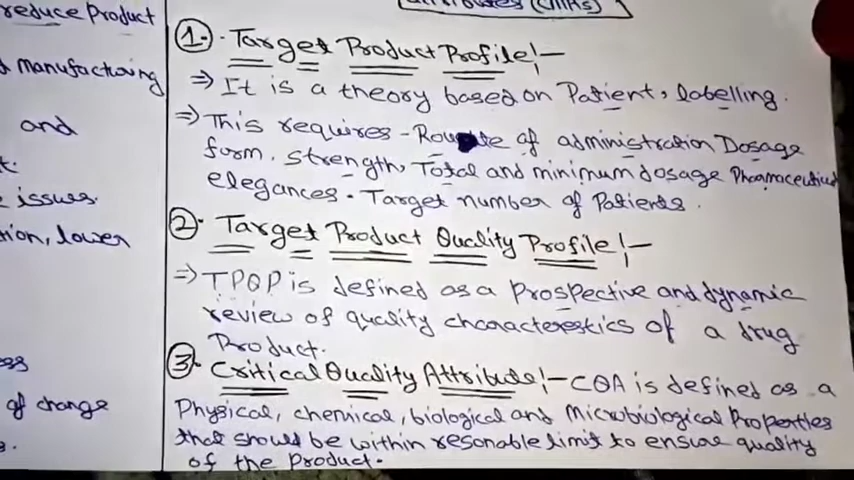 reduce Product
manufacturing
and
issues.
tion, lower
of change
attributes (CMAs)
1. Target Product Profile!-
⇒ It is a theory based on Patient, labelling.
⇒ This requires - Route of administration Dosage
form. strength, Total and minimum dosage Pharmaceutical
elegances. Target number of Patients.
2. Target Product Quality Profile!-
⇒ TPQP is defined as a Prospective and dynamic
review of quality characterestics of a drug
Product.
3. Critical Quality Attribute!- CQA is defined as a
Physical, chemical, biological and Microbiological Properties
that should be within resonable limit to ensure quality
of the Product.